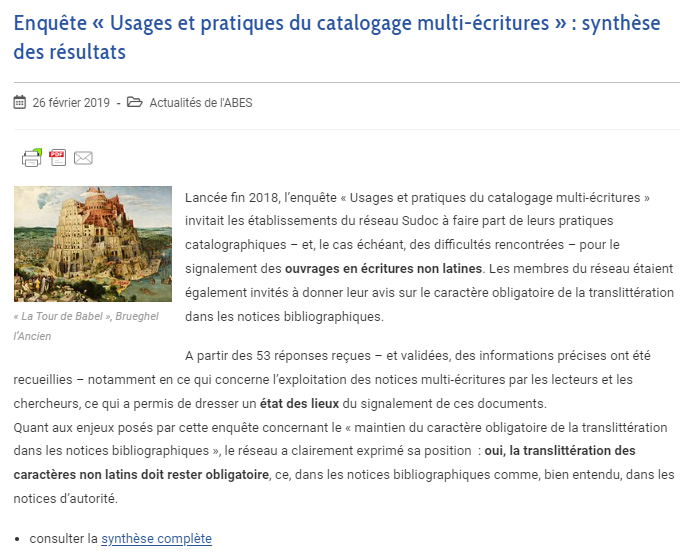 Enquête « Usages et pratiques du catalogage multi-écritures » : synthèse
des résultats
26 février 2019 - Actualités de l'ABES
PDF
Lancée fin 2018, l'enquête « Usages et pratiques du catalogage multi-écritures »
invitait les établissements du réseau Sudoc à faire part de leurs pratiques
catalographiques – et, le cas échéant, des difficultés rencontrées – pour le
signalement des ouvrages en écritures non latines. Les membres du réseau étaient
également invités à donner leur avis sur le caractère obligatoire de la translittération
dans les notices bibliographiques.
« La Tour de Babel », Brueghel
l'Ancien
A partir des 53 réponses reçues – et validées, des informations précises ont été
recueillies – notamment en ce qui concerne l'exploitation des notices multi-écritures par les lecteurs et les
chercheurs, ce qui a permis de dresser un état des lieux du signalement de ces documents.
Quant aux enjeux posés par cette enquête concernant le « maintien du caractère obligatoire de la translittération
dans les notices bibliographiques », le réseau a clairement exprimé sa position : oui, la translittération des
caractères non latins doit rester obligatoire, ce, dans les notices bibliographiques comme, bien entendu, dans les
notices d'autorité.
• consulter la synthèse complète